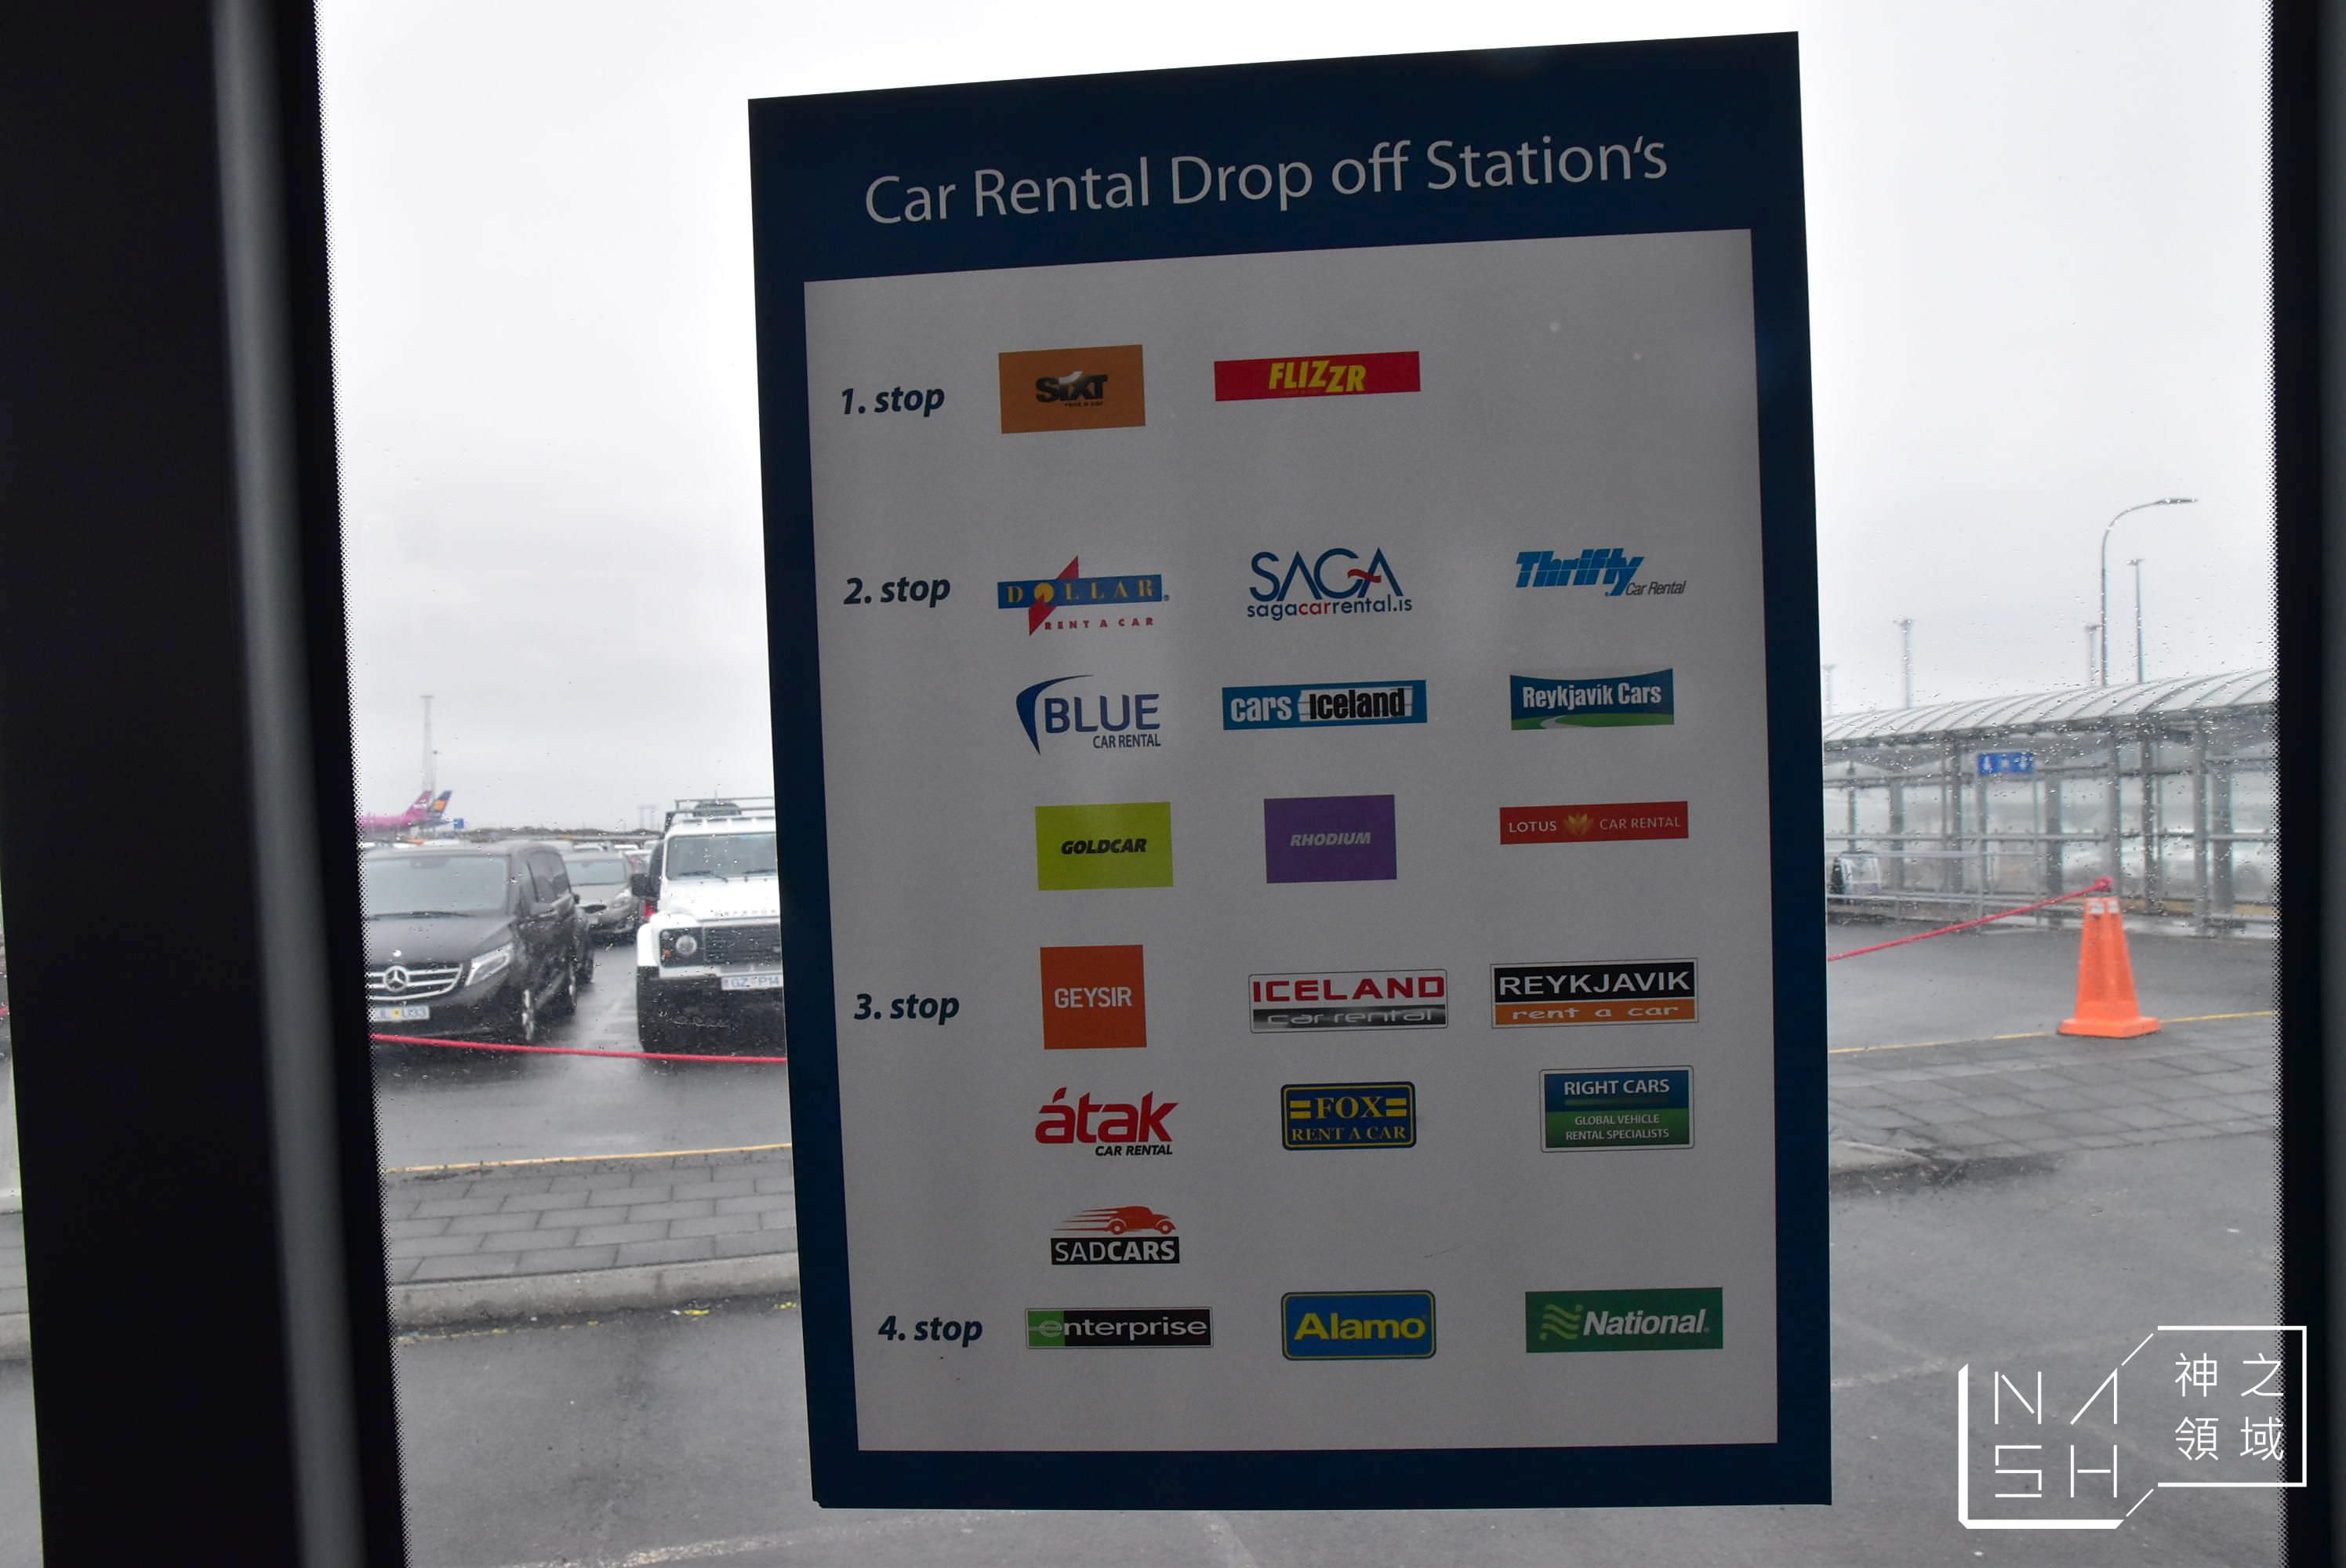 Car Rental Drop off Station‘s
1. stop
SIXT
rent a car
FLIZZR
2. stop
DOLLAR®
RENT A CAR
SAGA
sagacarrental.is
Thrifty
Car Rental
BLUE
CAR RENTAL
cars iceland
Reykjavík Cars
GOLDCAR
RHODIUM
LOTUS CAR RENTAL
3. stop
GEYSIR
ICELAND
car rental
REYKJAVIK
rent a car
átak
CAR RENTAL
FOX
RENT A CAR
RIGHT CARS
GLOBAL VEHICLE
RENTAL SPECIALISTS
SADCARS
4. stop
enterprise
Alamo
National
NASH
神之
領域